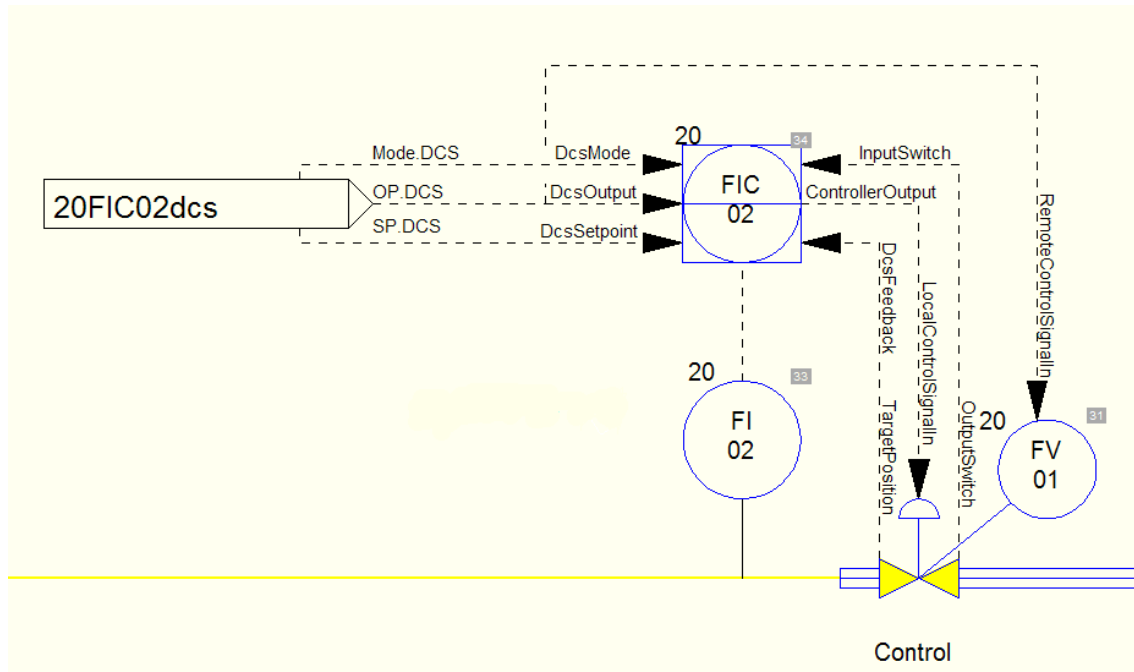 20
34
Mode.DCS
DcsMode
InputSwitch
FIC
02
20FIC02dcs
OP.DCS
DcsOutput
ControllerOutput
SP.DCS
DcsSetpoint
DcsFeedback
LocalControlSignalIn
RemoteControlSignalIn
20
33
FI
02
TargetPosition
OutputSwitch
20
31
FV
01
Control